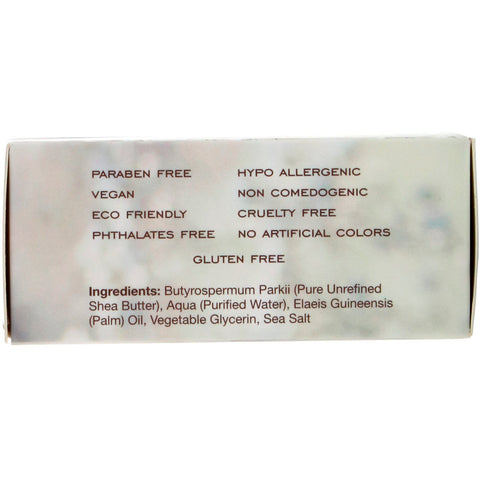 PARABEN FREE HYPO ALLERGENIC
VEGAN NON COMEDOGENIC
ECO FRIENDLY CRUELTY FREE
PHTHALATES FREE NO ARTIFICIAL COLORS
GLUTEN FREE
Ingredients: Butyrospermum Parkii (Pure Unrefined
Shea Butter), Aqua (Purified Water), Elaeis Guineensis
(Palm) Oil, Vegetable Glycerin, Sea Salt